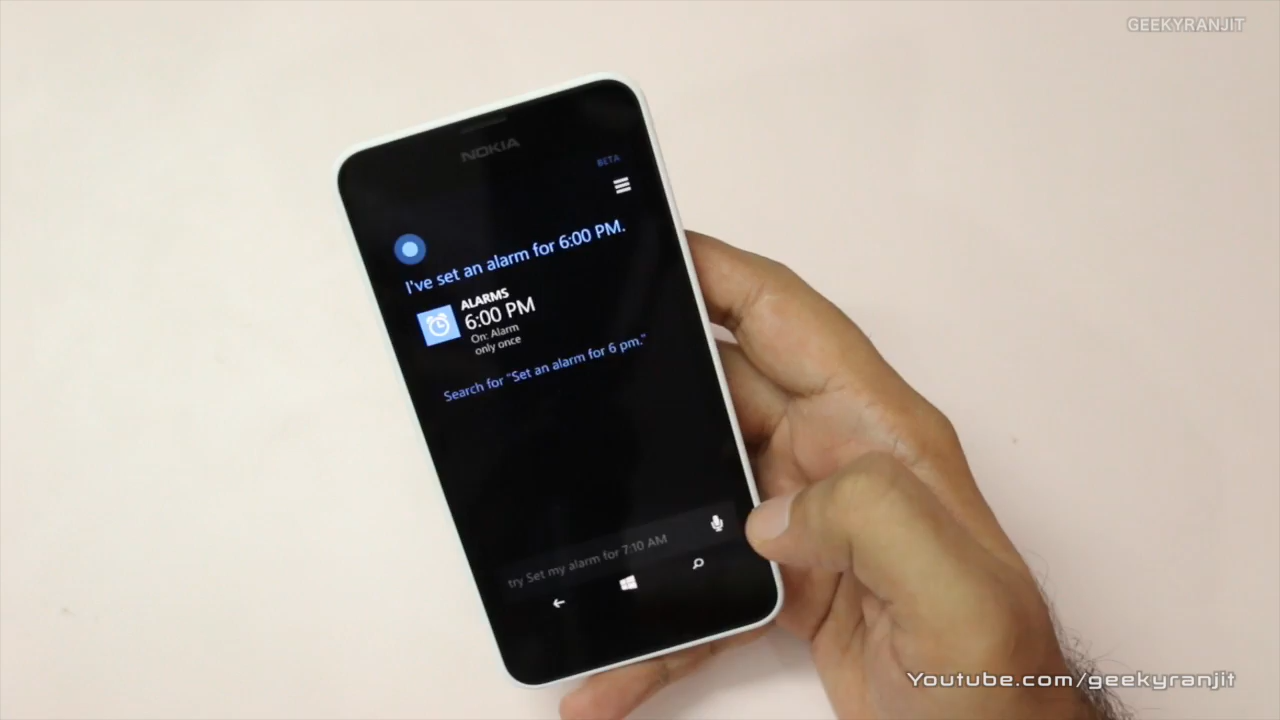 GEEKYRANJIT
NOKIA
BETA
I've set an alarm for 6:00 PM.
ALARMS
6:00 PM
On: Alarm
only once
Search for "Set an alarm for 6 pm."
try Set my alarm for 7:10 AM
Youtube.com/geekyranjit